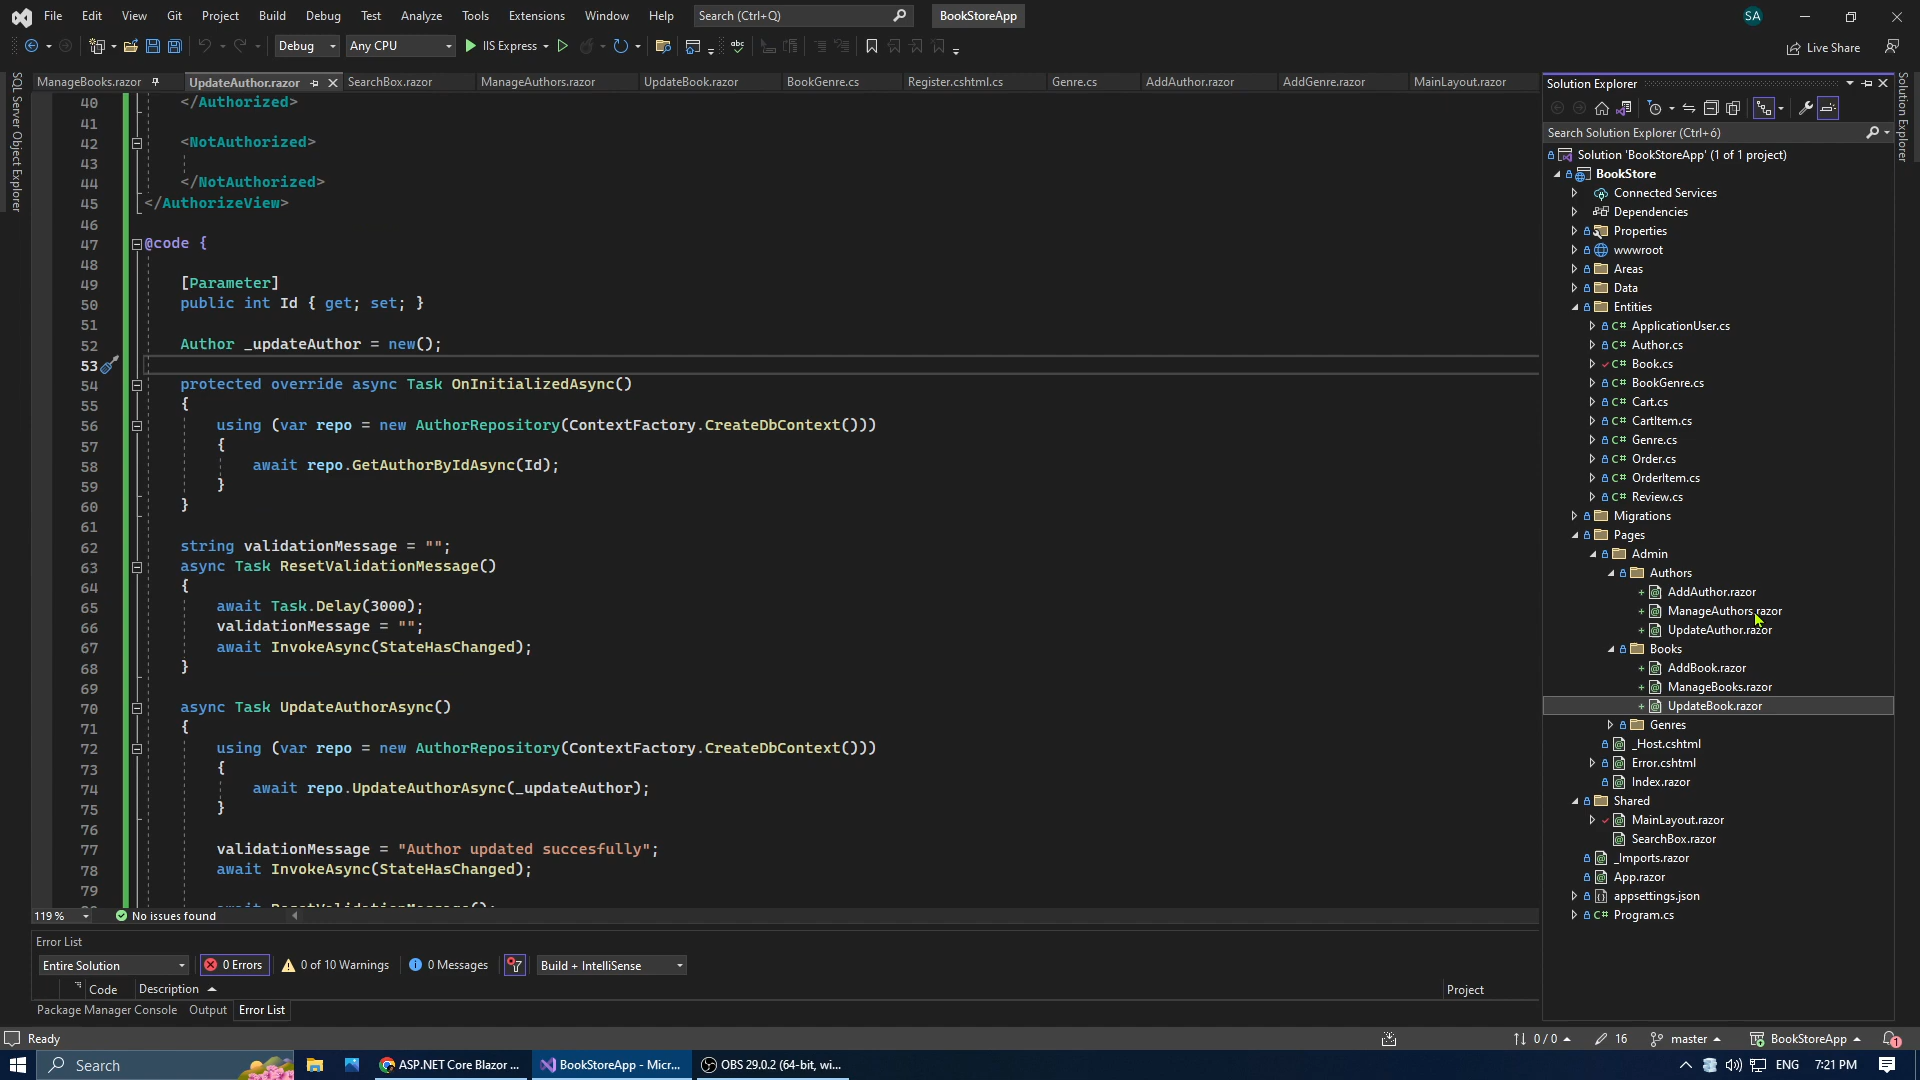 File Edit View Git Project Build Debug Test Analyze Tools Extensions Window Help Search (Ctrl+Q) BookStoreApp SA
Debug Any CPU IIS Express Live Share
SQL Server Object Explorer
ManageBooks.razor UpdateAuthor.razor SearchBox.razor ManageAuthors.razor UpdateBook.razor BookGenre.cs Register.cshtml.cs Genre.cs AddAuthor.razor AddGenre.razor MainLayout.razor
40 </Authorized>
41
42 <NotAuthorized>
43
44 </NotAuthorized>
45 </AuthorizeView>
46
47 @code {
48
49 [Parameter]
50 public int Id { get; set; }
51
52 Author _updateAuthor = new();
53
54 protected override async Task OnInitializedAsync()
55 {
56 using (var repo = new AuthorRepository(ContextFactory.CreateDbContext()))
57 {
58 await repo.GetAuthorByIdAsync(Id);
59 }
60 }
61
62 string validationMessage = "";
63 async Task ResetValidationMessage()
64 {
65 await Task.Delay(3000);
66 validationMessage = "";
67 await InvokeAsync(StateHasChanged);
68 }
69
70 async Task UpdateAuthorAsync()
71 {
72 using (var repo = new AuthorRepository(ContextFactory.CreateDbContext()))
73 {
74 await repo.UpdateAuthorAsync(_updateAuthor);
75 }
76
77 validationMessage = "Author updated succesfully";
78 await InvokeAsync(StateHasChanged);
79
119 % No issues found
Error List
Entire Solution 0 Errors 0 of 10 Warnings 0 Messages Build + IntelliSense
Code Description Project
Package Manager Console Output Error List
Solution Explorer
Search Solution Explorer (Ctrl+ó)
Solution 'BookStoreApp' (1 of 1 project)
BookStore
Connected Services
Dependencies
Properties
wwwroot
Areas
Data
Entities
C# ApplicationUser.cs
C# Author.cs
C# Book.cs
C# BookGenre.cs
C# Cart.cs
C# CartItem.cs
C# Genre.cs
C# Order.cs
C# OrderItem.cs
C# Review.cs
Migrations
Pages
Admin
Authors
AddAuthor.razor
ManageAuthors.razor
UpdateAuthor.razor
Books
AddBook.razor
ManageBooks.razor
UpdateBook.razor
Genres
_Host.cshtml
Error.cshtml
Index.razor
Shared
MainLayout.razor
SearchBox.razor
_Imports.razor
App.razor
appsettings.json
C# Program.cs
Solution Explorer
Ready 0 / 0 16 master BookStoreApp 1
Search ASP.NET Core Blazor ... BookStoreApp - Micr... OBS 29.0.2 (64-bit, wi... ENG 7:21 PM